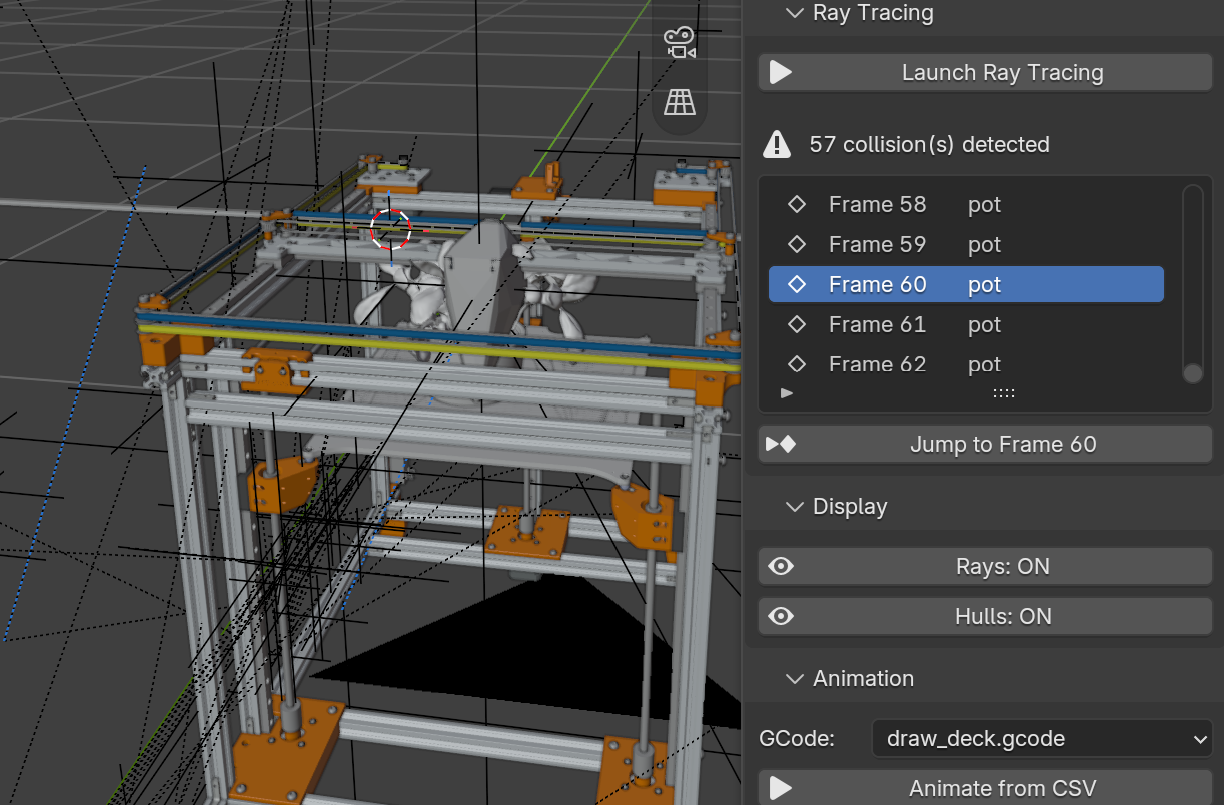 Ray Tracing
Launch Ray Tracing
57 collision(s) detected
Frame 58 pot
Frame 59 pot
Frame 60 pot
Frame 61 pot
Frame 62 pot
Jump to Frame 60
Display
Rays: ON
Hulls: ON
Animation
GCode: draw_deck.gcode
Animate from CSV